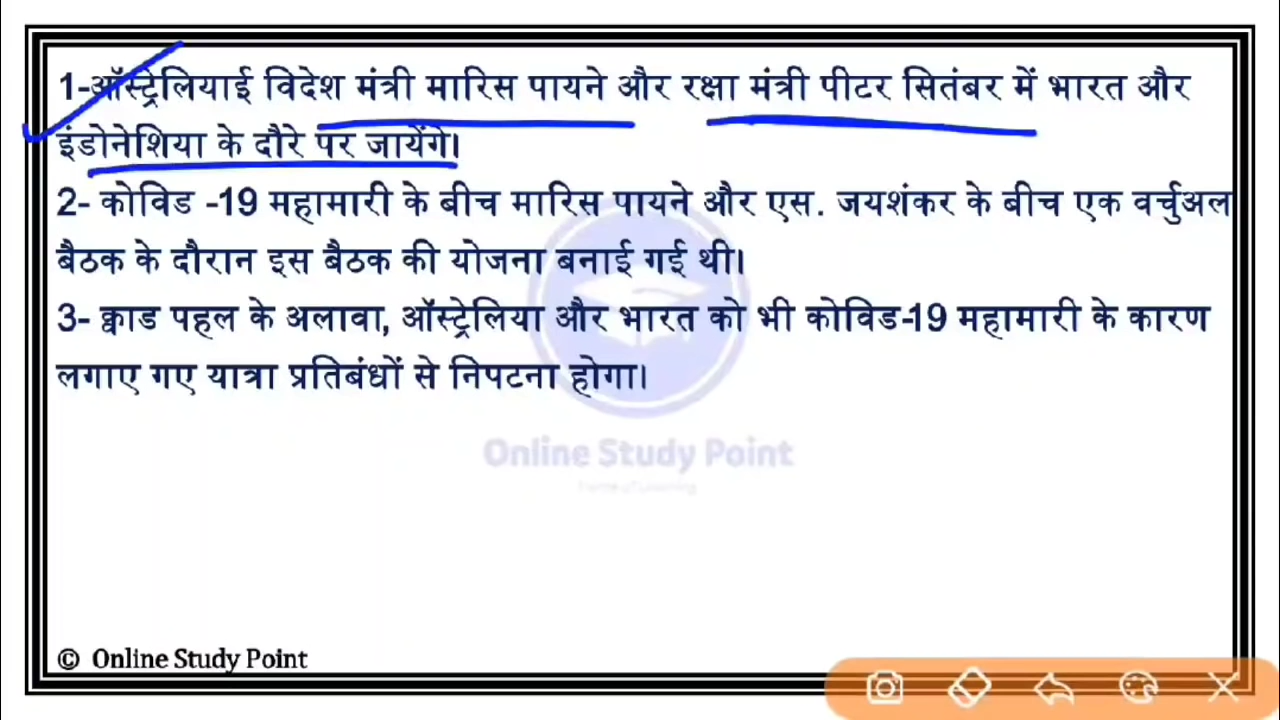 1-ऑस्ट्रेलियाई विदेश मंत्री मारिस पायने और रक्षा मंत्री पीटर सितंबर में भारत और
इंडोनेशिया के दौरे पर जायेंगे।
2- कोविड -19 महामारी के बीच मारिस पायने और एस. जयशंकर के बीच एक वर्चुअल
बैठक के दौरान इस बैठक की योजना बनाई गई थी।
3- क्वाड पहल के अलावा, ऑस्ट्रेलिया और भारत को भी कोविड-19 महामारी के कारण
लगाए गए यात्रा प्रतिबंधों से निपटना होगा।
Online Study Point
© Online Study Point